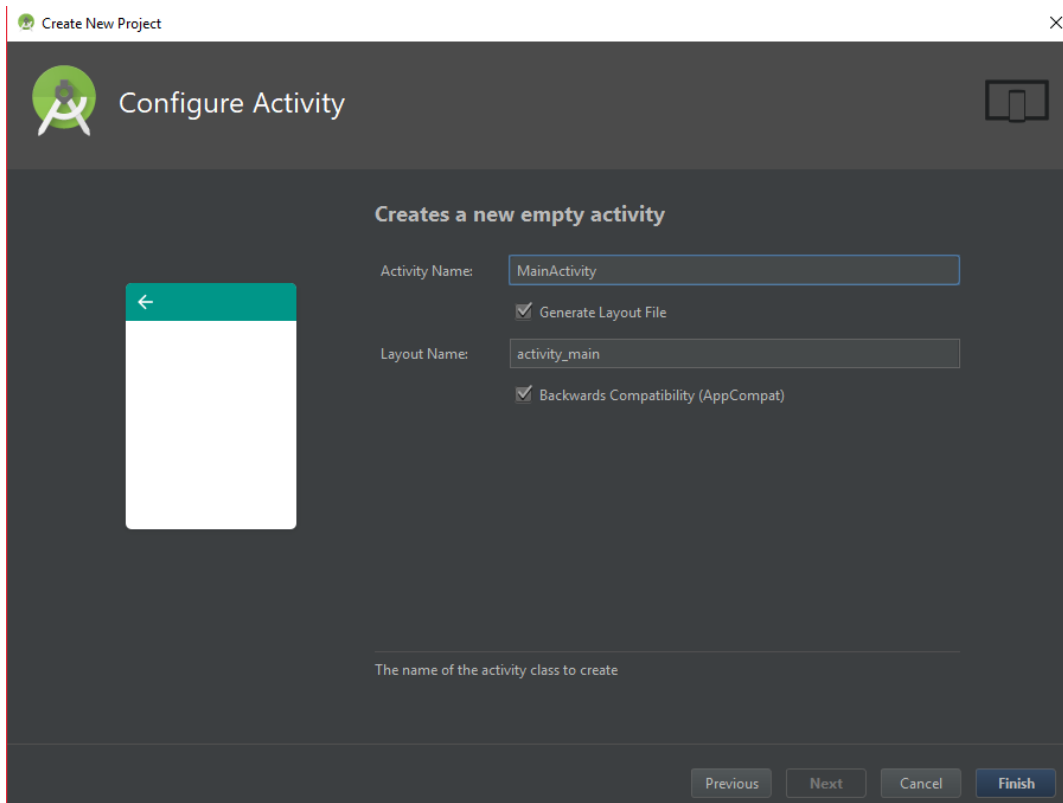 Create New Project
Configure Activity
Creates a new empty activity
Activity Name: MainActivity
Generate Layout File
Layout Name: activity_main
Backwards Compatibility (AppCompat)
The name of the activity class to create
Previous Next Cancel Finish